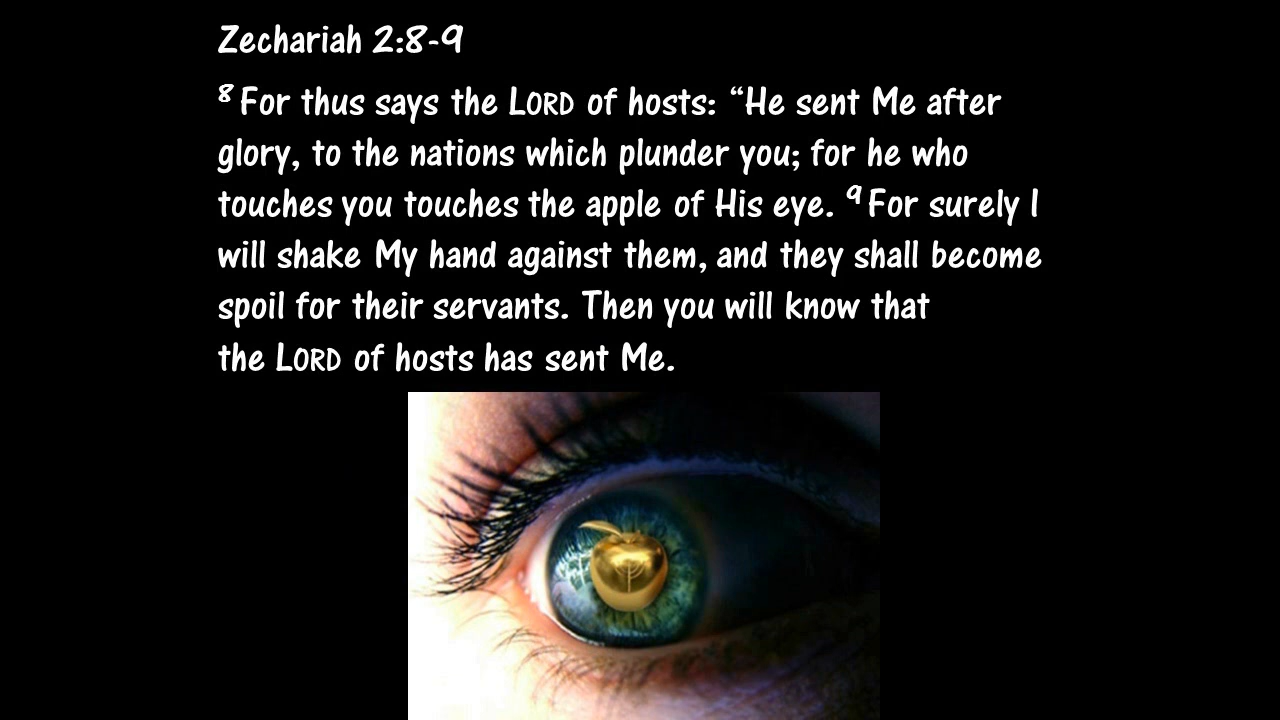 Zechariah 2:8-9
8 For thus says the LORD of hosts: “He sent Me after
glory, to the nations which plunder you; for he who
touches you touches the apple of His eye. 9 For surely I
will shake My hand against them, and they shall become
spoil for their servants. Then you will know that
the LORD of hosts has sent Me.